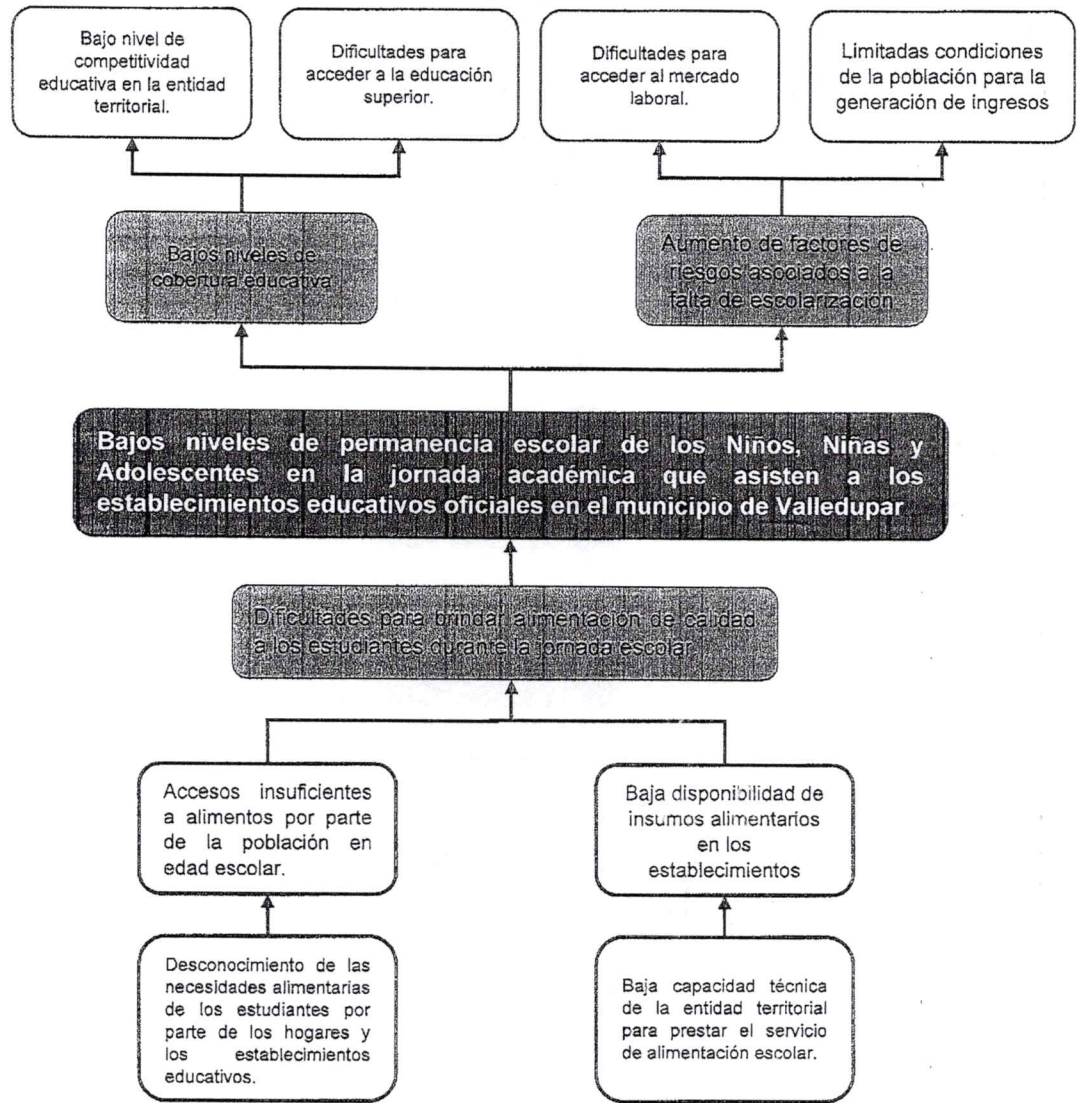 Bajo nivel de
competitividad
educativa en la entidad
territorial.
Dificultades para
acceder a la educación
superior.
Dificultades para
acceder al mercado
laboral.
Limitadas condiciones
de la población para la
generación de ingresos
Bajos niveles de
cobertura educativa
Aumento de factores de
riesgos asociados a la
falta de escolarización
Bajos niveles de permanencia escolar de los Niños, Niñas y
Adolescentes en la jornada académica que asisten a los
establecimientos educativos oficiales en el municipio de Valledupar
Dificultades para brindar alimentación de calidad
a los estudiantes durante la jornada escolar
Accesos insuficientes
a alimentos por parte
de la población en
edad escolar.
Baja disponibilidad de
insumos alimentarios
en los
establecimientos
Desconocimiento de las
necesidades alimentarias
de los estudiantes por
parte de los hogares y
los establecimientos
educativos.
Baja capacidad técnica
de la entidad territorial
para prestar el servicio
de alimentación escolar.